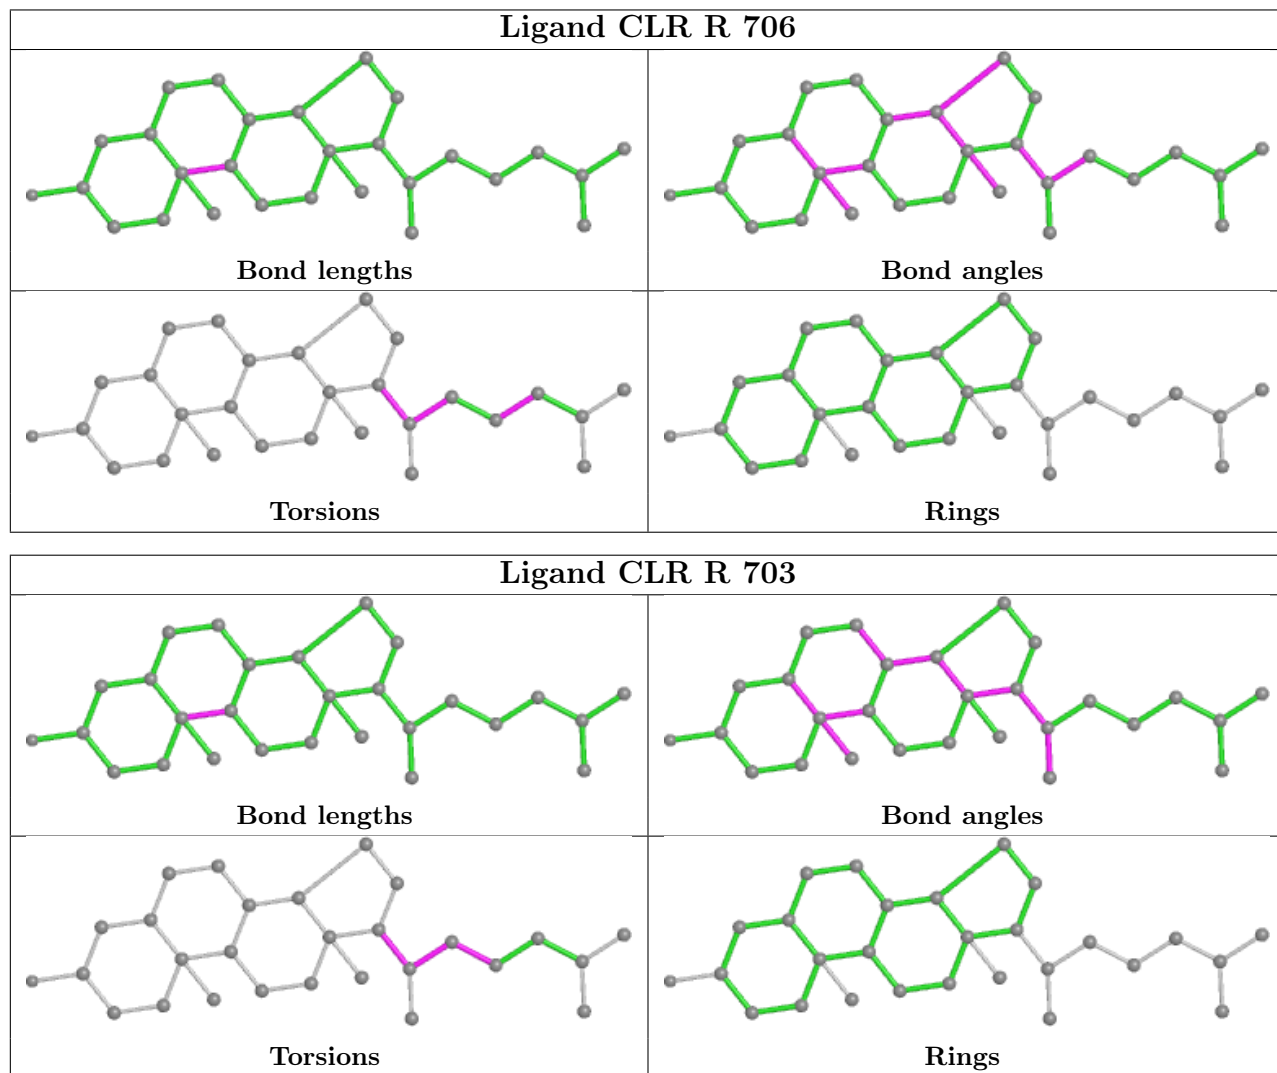 Ligand CLR R 706
Bond lengths
Bond angles
Torsions
Rings
Ligand CLR R 703
Bond lengths
Bond angles
Torsions
Rings